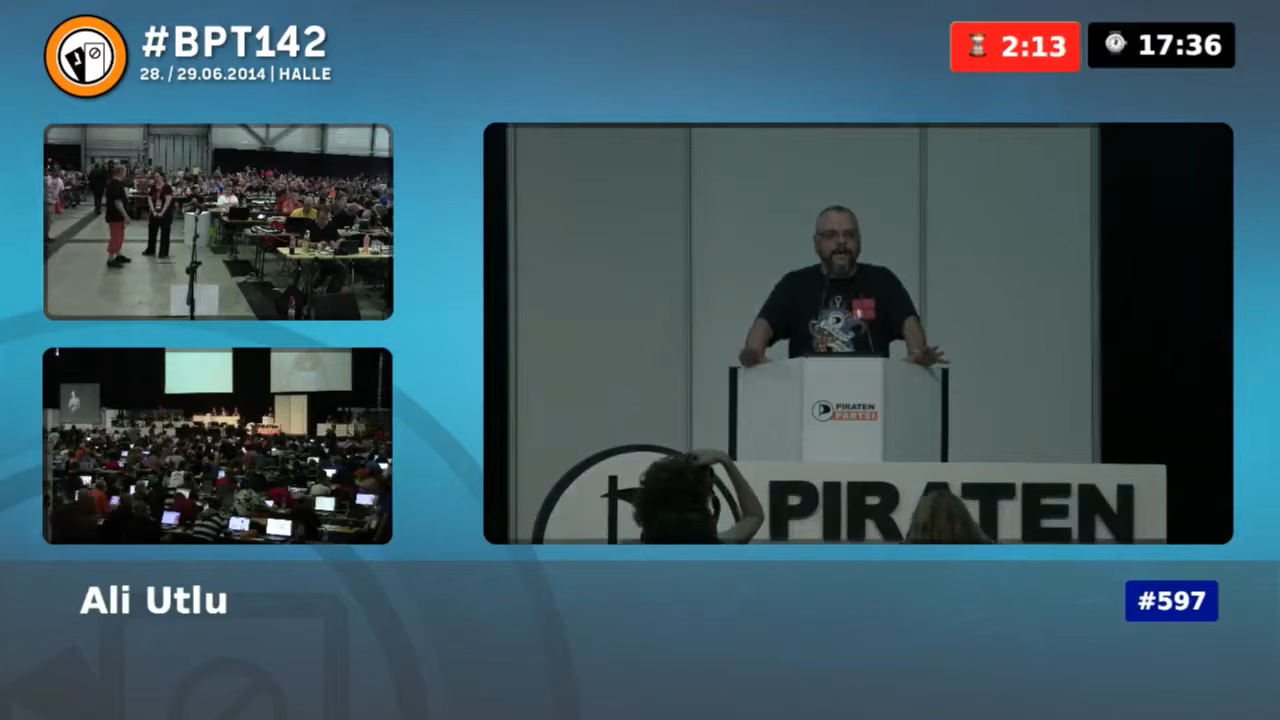 #BPT142
28. / 29.06.2014 | HALLE
2:13
17:36
PIRATEN
PARTEI
PIRATEN
Ali Utlu
#597